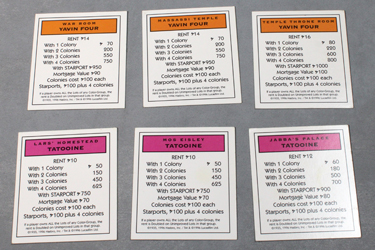 WAR ROOM
YAVIN FOUR
RENT 14
With 1 Colony 70
With 2 Colonies 200
With 3 Colonies 550
With 4 Colonies 750
With STARPORT 950
Mortgage Value 90
Colonies cost 100 each
Starports, 100 plus 4 colonies
MASSASSI TEMPLE
YAVIN FOUR
RENT 14
With 1 Colony 70
With 2 Colonies 200
With 3 Colonies 550
With 4 Colonies 750
With STARPORT 950
Mortgage Value 90
Colonies cost 100 each
Starports, 100 plus 4 colonies
TEMPLE THRONE ROOM
YAVIN FOUR
RENT 16
With 1 Colony 80
With 2 Colonies 220
With 3 Colonies 600
With 4 Colonies 800
With STARPORT 1000
Mortgage Value 100
Colonies cost 100 each
Starports, 100 plus 4 colonies
LARS' HOMESTEAD
TATOOINE
RENT 10
With 1 Colony 50
With 2 Colonies 150
With 3 Colonies 450
With 4 Colonies 625
With STARPORT 750
Mortgage Value 70
Colonies cost 100 each
Starports, 100 plus 4 colonies
MOS EISLEY
TATOOINE
RENT 10
With 1 Colony 50
With 2 Colonies 150
With 3 Colonies 450
With 4 Colonies 625
With STARPORT 750
Mortgage Value 70
Colonies cost 100 each
Starports, 100 plus 4 colonies
JABBA'S PALACE
TATOOINE
RENT 12
With 1 Colony 60
With 2 Colonies 180
With 3 Colonies 500
With 4 Colonies 700
With STARPORT 900
Mortgage Value 80
Colonies cost 100 each
Starports, 100 plus 4 colonies